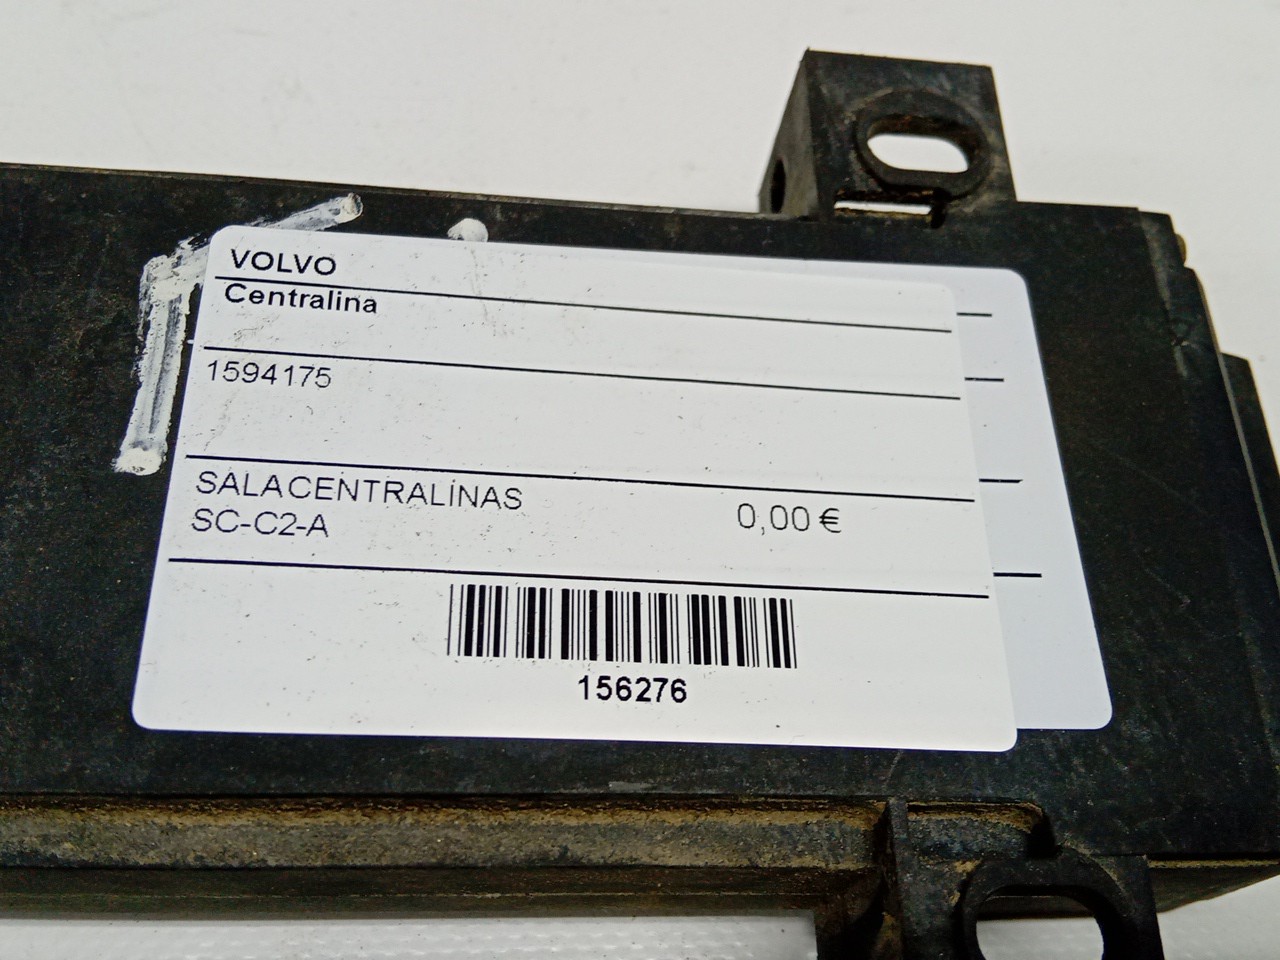 VOLVO
Centralina
1594175
SALACENTRALINAS 0,00 €
SC-C2-A
156276